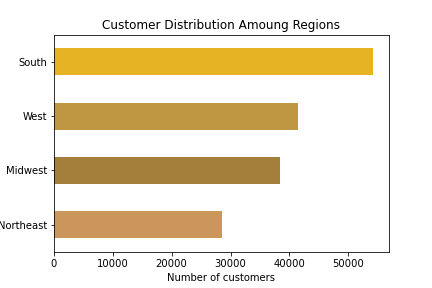 Customer Distribution Amoung Regions
South
West
Midwest
Northeast
0 10000 20000 30000 40000 50000
Number of customers